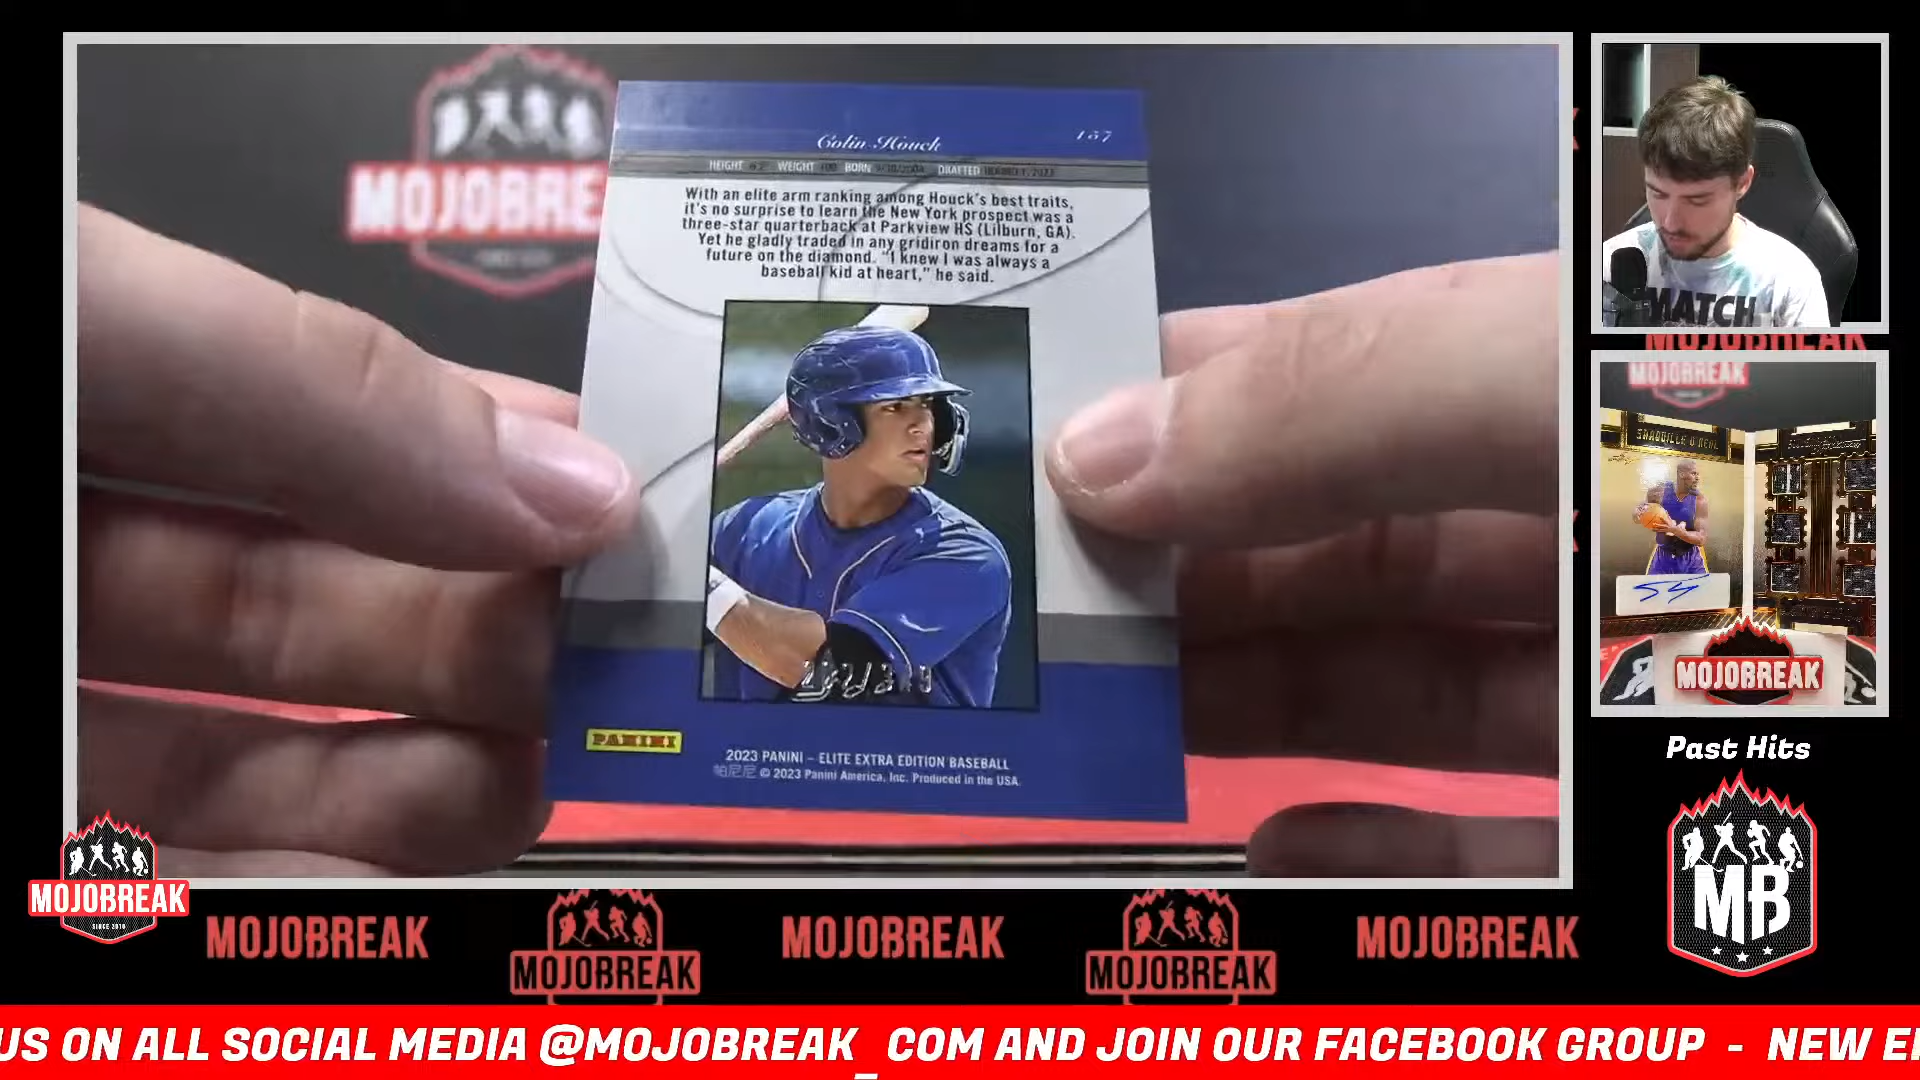 MOJOBRE
Colin Houck
HEIGHT WEIGHT BORN DRAFTED
With an elite arm ranking among Houck's best traits,
it's no surprise to learn the New York prospect was a
three-star quarterback at Parkview HS (Lilburn, GA).
Yet he gladly traded in any gridiron dreams for a
future on the diamond. "I knew I was always a
baseball kid at heart," he said.
PANINI
2023 PANINI – ELITE EXTRA EDITION BASEBALL
帕尼尼 © 2023 Panini America, Inc. Produced in the USA.
MATCH
MOJOBREAK
MOJOBREAK
SHAQUILLE O'NEAL
MOJOBREAK
Past Hits
MB
MOJOBREAK
SINCE 2010
MOJOBREAK
MOJOBREAK
MOJOBREAK
MOJOBREAK
MOJOBREAK
US ON ALL SOCIAL MEDIA @MOJOBREAK_COM AND JOIN OUR FACEBOOK GROUP - NEW